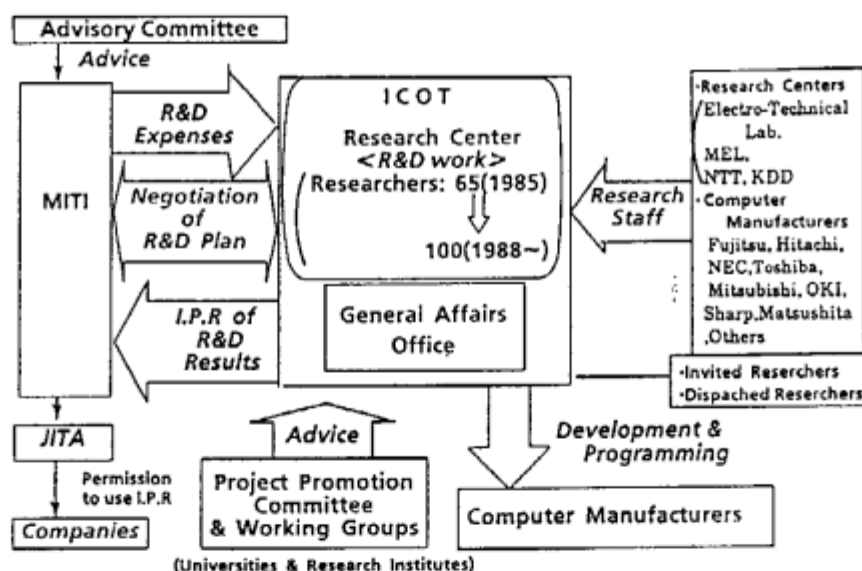 Advisory Committee
Advice
MITI
R&D
Expenses
Negotiation
of
R&D Plan
I.P.R of
R&D
Results
JITA
Permission
to use I.P.R
Companies
ICOT
Research Center
<R&D work>
Researchers: 65(1985)
100(1988~)
General Affairs
Office
Advice
Project Promotion
Committee
& Working Groups
(Universities & Research Institutes)
Research
Staff
·Research Centers
Electro-Technical
Lab.
MEL,
NTT, KDD
·Computer
Manufacturers
Fujitsu, Hitachi,
NEC,Toshiba,
Mitsubishi, OKI,
Sharp,Matsushita
,Others
·Invited Reserchers
·Dispached Reserchers
Development &
Programming
Computer Manufacturers